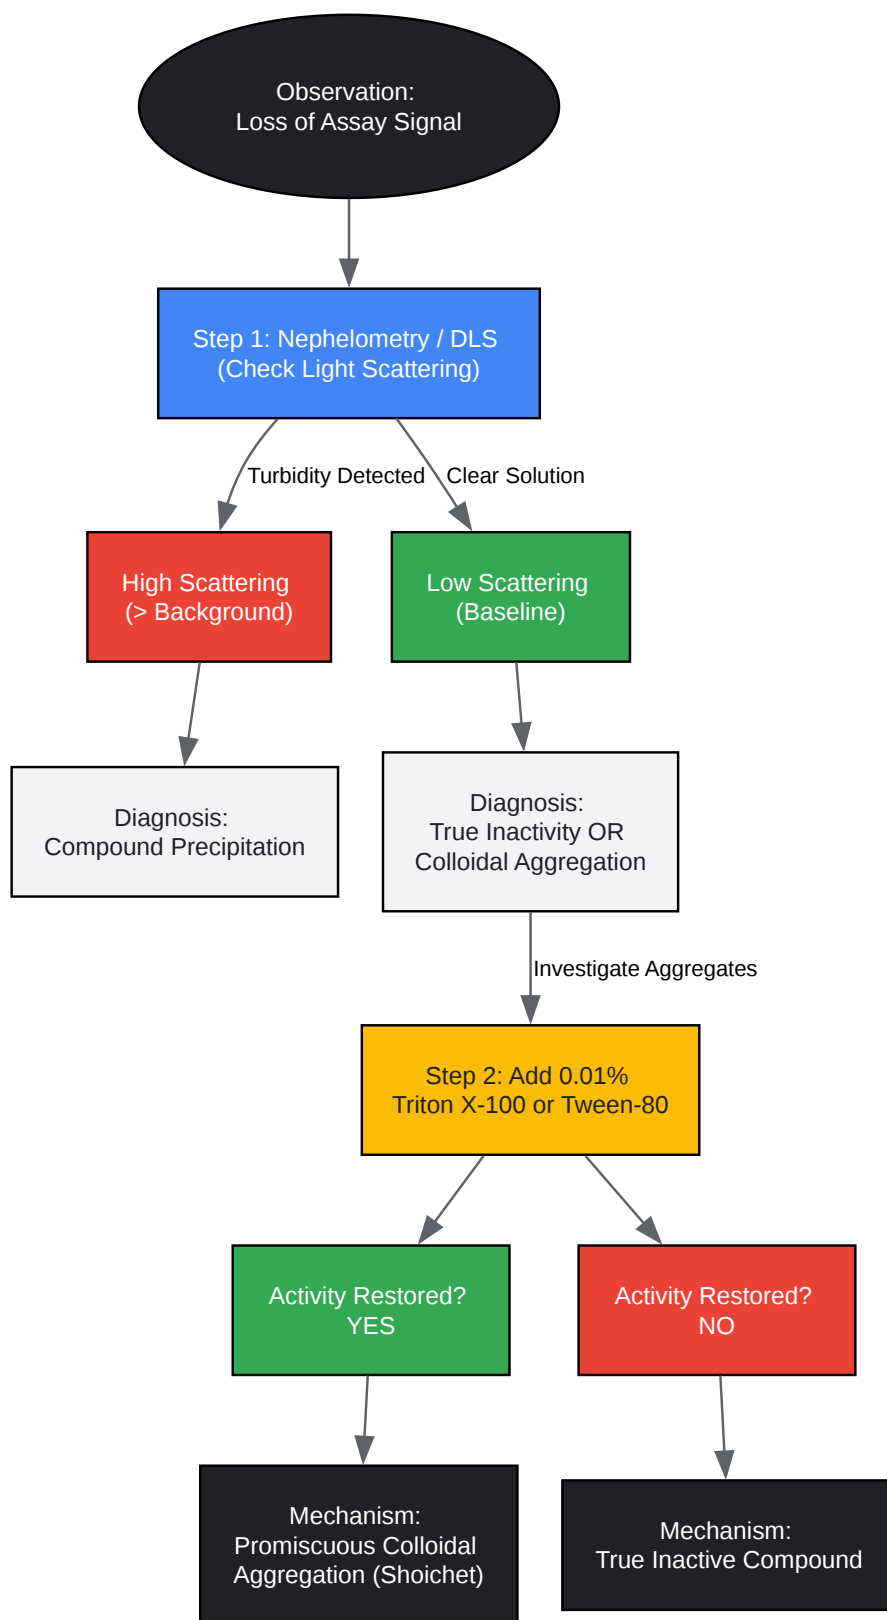 Observation:
Loss of Assay Signal
Step 1: Nephelometry / DLS
(Check Light Scattering)
Turbidity Detected
Clear Solution
High Scattering
(> Background)
Low Scattering
(Baseline)
Diagnosis:
Compound Precipitation
Diagnosis:
True Inactivity OR
Colloidal Aggregation
Investigate Aggregates
Step 2: Add 0.01%
Triton X-100 or Tween-80
Activity Restored?
YES
Activity Restored?
NO
Mechanism:
Promiscuous Colloidal
Aggregation (Shoichet)
Mechanism:
True Inactive Compound